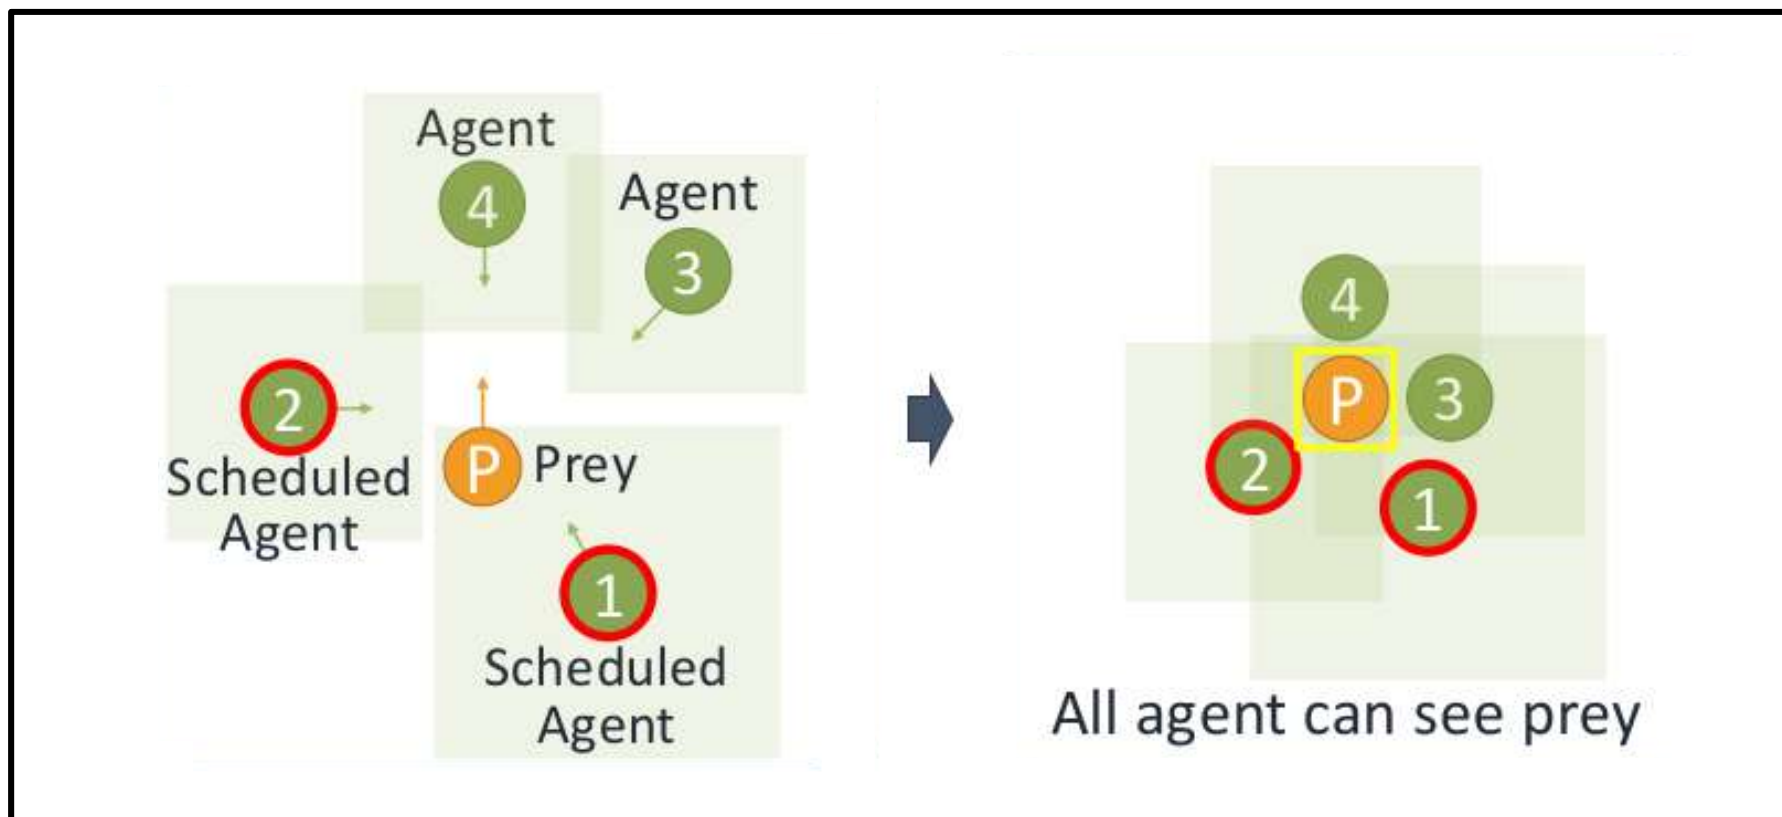 Agent
4
Agent
3
2
Scheduled
Agent
P Prey
1
Scheduled
Agent
4
P
3
2
1
All agent can see prey